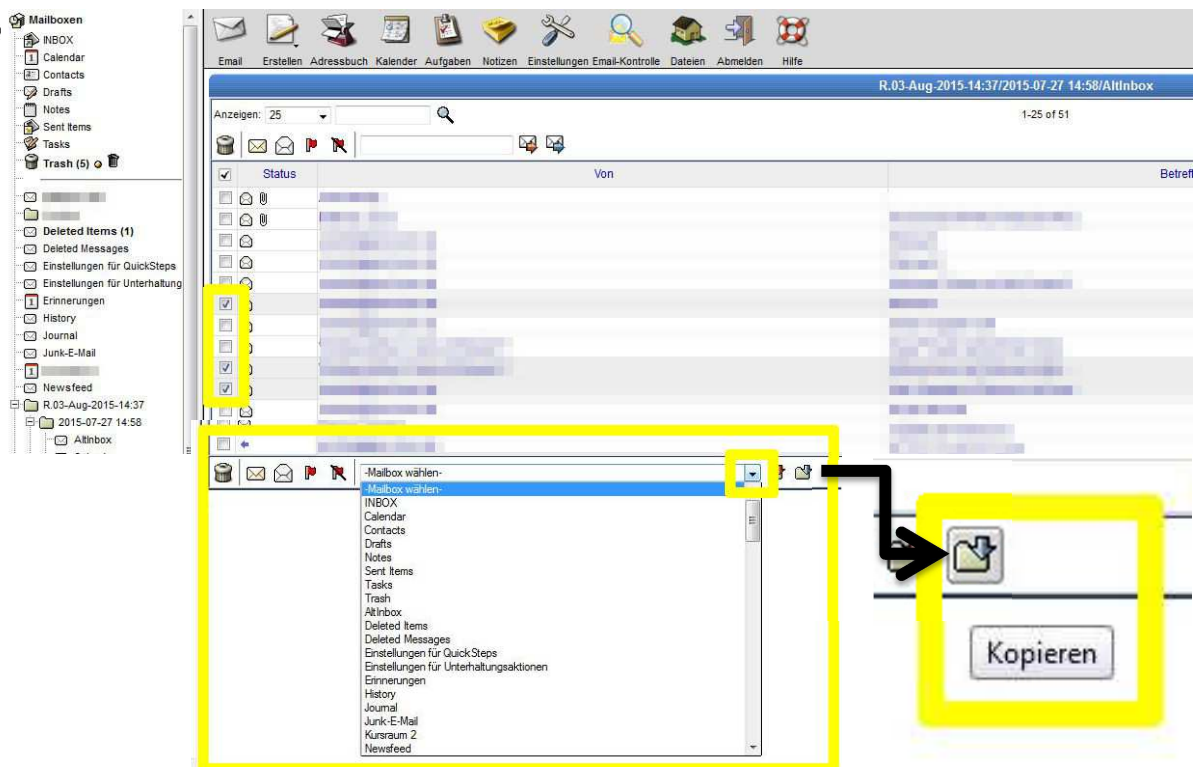 Mailboxen
INBOX
1 Calendar
Contacts
Drafts
Notes
Sent Items
Tasks
Trash (5)
Deleted Items (1)
Deleted Messages
Einstellungen für QuickSteps
Einstellungen für Unterhaltung
1 Erinnerungen
History
Journal
Junk-E-Mail
1
Newsfeed
R.03-Aug-2015-14:37
2015-07-27 14:58
AltInbox
Email Erstellen Adressbuch Kalender Aufgaben Notizen Einstellungen Email-Kontrolle Dateien Abmelden Hilfe
R.03-Aug-2015-14:37/2015-07-27 14:58/AltInbox
Anzeigen: 25
1-25 of 51
Status Von Betreff
-Mailbox wählen-
-Mailbox wählen-
INBOX
Calendar
Contacts
Drafts
Notes
Sent Items
Tasks
Trash
AltInbox
Deleted Items
Deleted Messages
Einstellungen für QuickSteps
Einstellungen für Unterhaltungsaktionen
Erinnerungen
History
Journal
Junk-E-Mail
Kursraum 2
Newsfeed
Kopieren